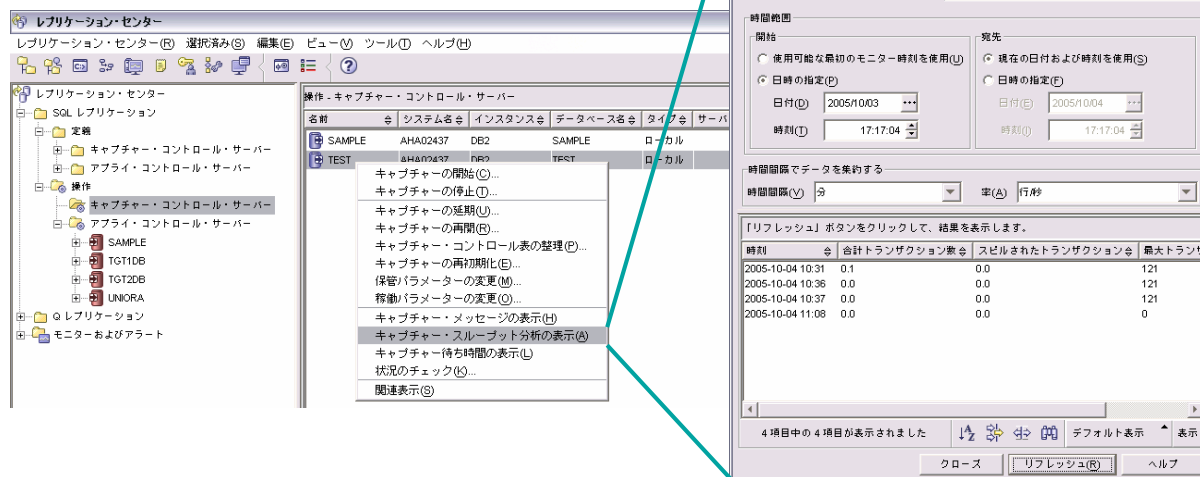 レプリケーション・センター
レプリケーション・センター(R) 選択済み(S) 編集(E) ビュー(V) ツール(T) ヘルプ(H)
レプリケーション・センター
SQL レプリケーション
定義
キャプチャー・コントロール・サーバー
アプライ・コントロール・サーバー
操作
キャプチャー・コントロール・サーバー
アプライ・コントロール・サーバー
SAMPLE
TGT1DB
TGT2DB
UNIORA
Q レプリケーション
モニターおよびアラート
操作 - キャプチャー・コントロール・サーバー
名前 システム名 インスタンス データベース名 タイプ サーバ
SAMPLE AHA02437 DB2 SAMPLE ローカル
TEST AHA02437 DB2 TEST ローカル
キャプチャーの開始(C)...
キャプチャーの停止(T)...
キャプチャーの延期(U)...
キャプチャーの再開(R)...
キャプチャー・コントロール表の整理(P)...
キャプチャーの再初期化(E)...
保管パラメーターの変更(M)...
稼働パラメーターの変更(O)...
キャプチャー・メッセージの表示(H)
キャプチャー・スループット分析の表示(A)
キャプチャー待ち時間の表示(L)
状況のチェック(K)...
関連表示(S)
時間範囲
開始
使用可能な最初のモニター時刻を使用(U)
日時の指定(P)
日付(D) 2005/10/03 ...
時刻(T) 17:17:04
宛先
現在の日付および時刻を使用(S)
日時の指定(F)
日付(E) 2005/10/04 ...
時刻(I) 17:17:04
時間間隔でデータを集約する
時間間隔(V) 分 率(A) 行/秒
「リフレッシュ」ボタンをクリックして、結果を表示します。
時刻 合計トランザクション数 スピルされたトランザクション 最大トランザ
2005-10-04 10:31 0.1 0.0 121
2005-10-04 10:36 0.0 0.0 121
2005-10-04 10:37 0.0 0.0 121
2005-10-04 11:08 0.0 0.0 0
4 項目中の 4 項目が表示されました デフォルト表示 表示
クローズ リフレッシュ(R) ヘルプ